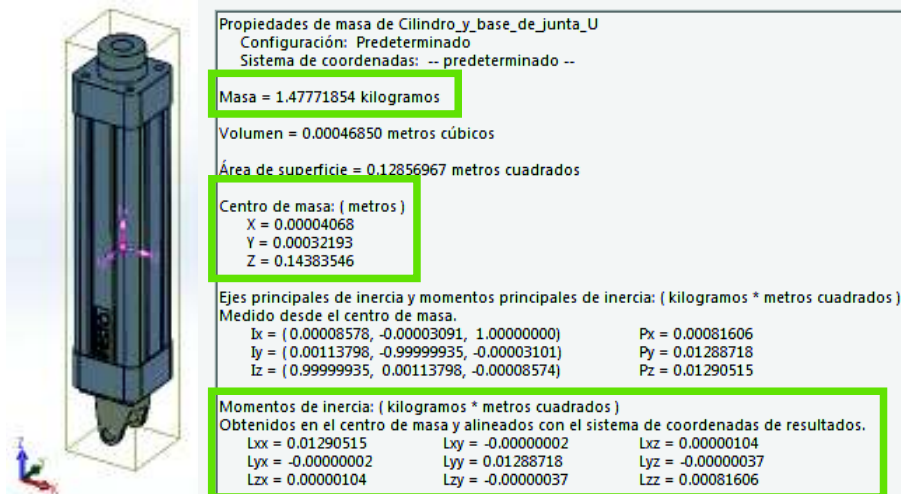 Propiedades de masa de Cilindro_y_base_de_junta_U
Configuración: Predeterminado
Sistema de coordenadas: -- predeterminado --
Masa = 1.47771854 kilogramos
Volumen = 0.00046850 metros cúbicos
Área de superficie = 0.12856967 metros cuadrados
Centro de masa: ( metros )
X = 0.00004068
Y = 0.00032193
Z = 0.14383546
Ejes principales de inercia y momentos principales de inercia: ( kilogramos * metros cuadrados )
Medido desde el centro de masa.
Ix = ( 0.00008578, -0.00003091, 1.00000000) Px = 0.00081606
Iy = ( 0.00113798, -0.99999935, -0.00003101) Py = 0.01288718
Iz = ( 0.99999935, 0.00113798, -0.00008574) Pz = 0.01290515
Momentos de inercia: ( kilogramos * metros cuadrados )
Obtenidos en el centro de masa y alineados con el sistema de coordenadas de resultados.
Lxx = 0.01290515 Lxy = -0.00000002 Lxz = 0.00000104
Lyx = -0.00000002 Lyy = 0.01288718 Lyz = -0.00000037
Lzx = 0.00000104 Lzy = -0.00000037 Lzz = 0.00081606